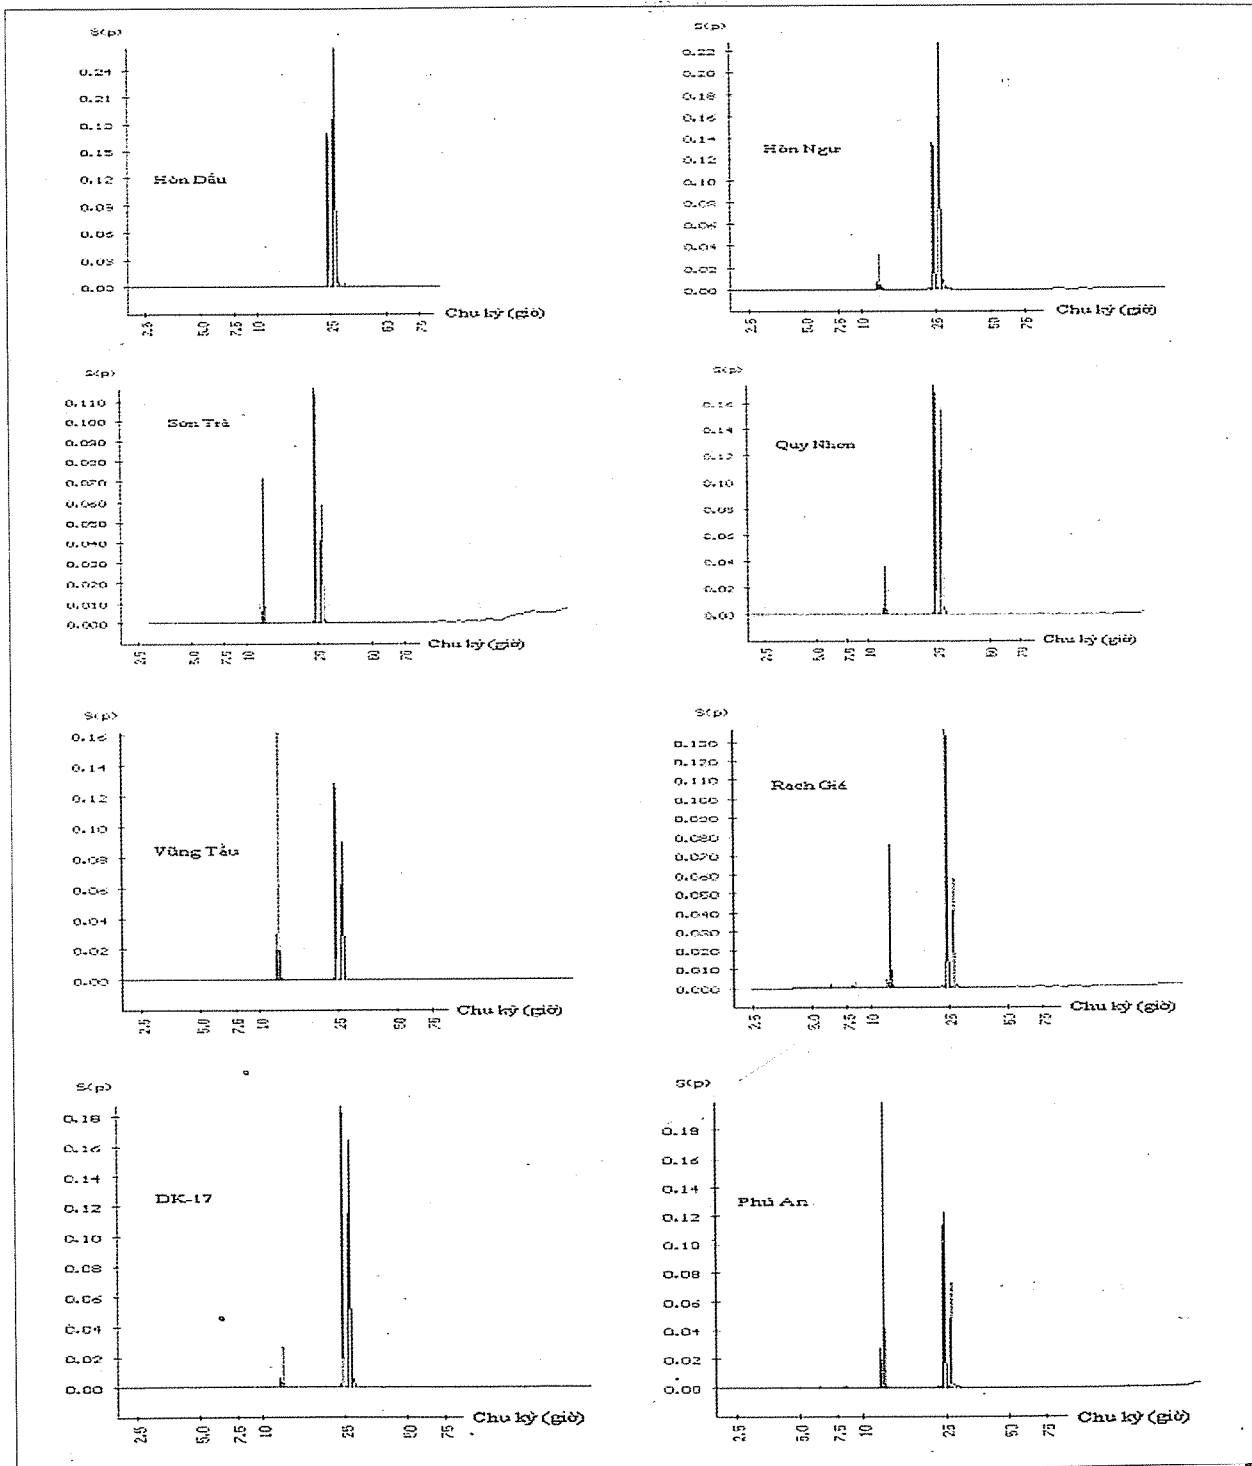 S(p)
0.24
0.21
0.18
0.15
0.12
0.09
0.06
0.03
0.00
Hòn Dấu
2.5 5.0 7.5 10 25 50 75
Chu kỳ (giờ)
S(p)
0.22
0.20
0.18
0.16
0.14
0.12
0.10
0.08
0.06
0.04
0.02
0.00
Hòn Ngư
2.5 5.0 7.5 10 25 50 75
Chu kỳ (giờ)
S(p)
0.110
0.100
0.090
0.080
0.070
0.060
0.050
0.040
0.030
0.020
0.010
0.000
Sơn Trà
2.5 5.0 7.5 10 25 50 75
Chu kỳ (giờ)
S(p)
0.16
0.14
0.12
0.10
0.08
0.06
0.04
0.02
0.00
Quy Nhơn
2.5 5.0 7.5 10 25 50 75
Chu kỳ (giờ)
S(p)
0.16
0.14
0.12
0.10
0.08
0.06
0.04
0.02
0.00
Vũng Tầu
2.5 5.0 7.5 10 25 50 75
Chu kỳ (giờ)
S(p)
0.130
0.120
0.110
0.100
0.090
0.080
0.070
0.060
0.050
0.040
0.030
0.020
0.010
0.000
Rạch Giá
2.5 5.0 7.5 10 25 50 75
Chu kỳ (giờ)
S(p)
0.18
0.16
0.14
0.12
0.10
0.08
0.06
0.04
0.02
0.00
DK-17
2.5 5.0 7.5 10 25 50 75
Chu kỳ (giờ)
S(p)
0.18
0.16
0.14
0.12
0.10
0.08
0.06
0.04
0.02
0.00
Phú An
2.5 5.0 7.5 10 25 50 75
Chu kỳ (giờ)